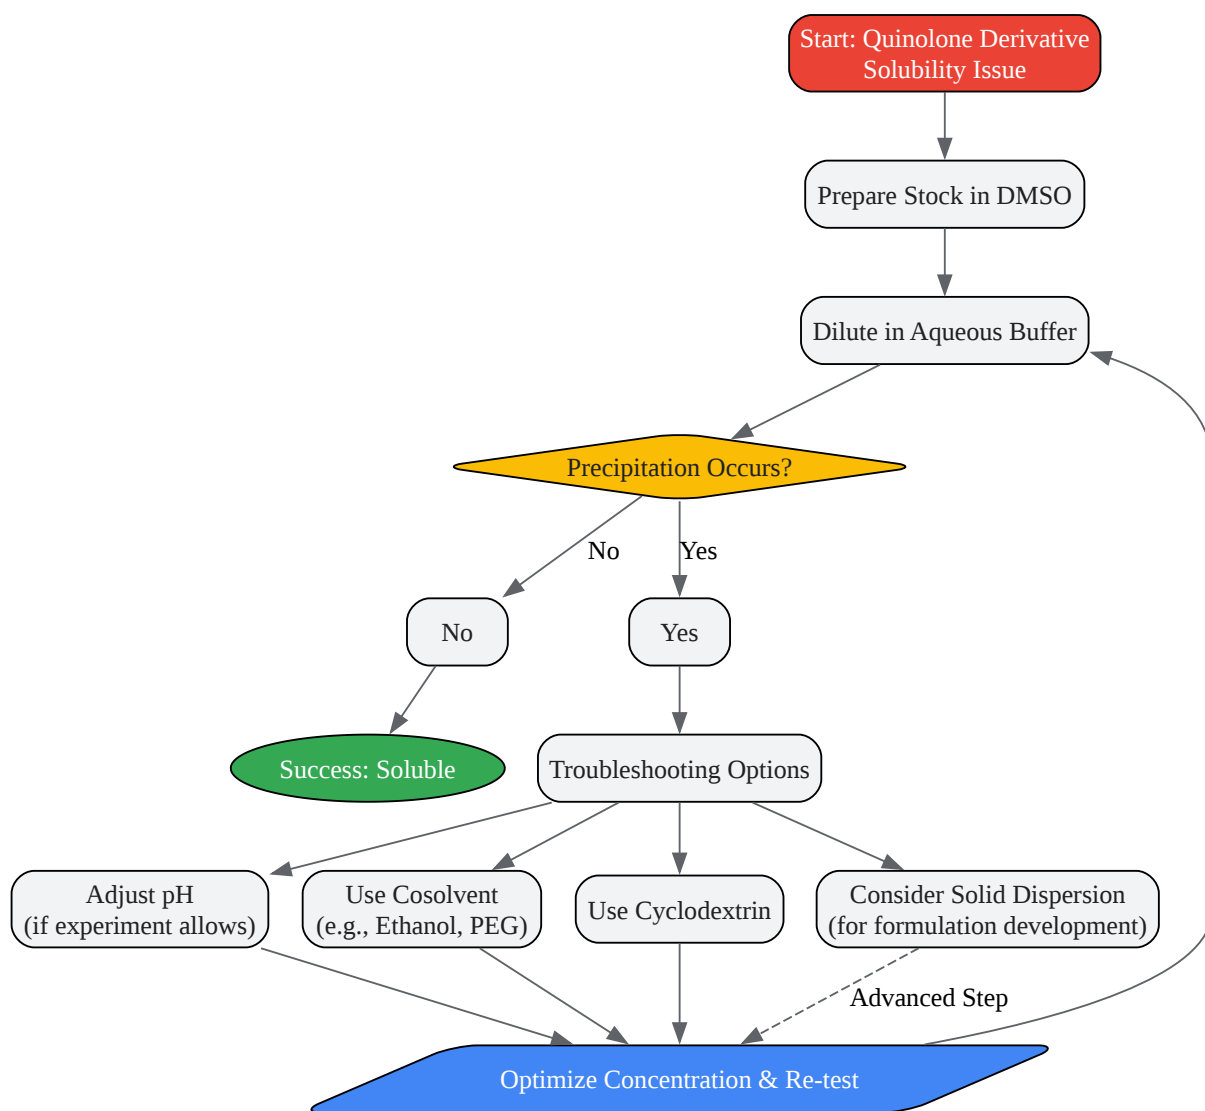 Start: Quinolone Derivative
Solubility Issue
Prepare Stock in DMSO
Dilute in Aqueous Buffer
Precipitation Occurs?
No
Yes
No
Yes
Success: Soluble
Troubleshooting Options
Adjust pH
(if experiment allows)
Use Cosolvent
(e.g., Ethanol, PEG)
Use Cyclodextrin
Consider Solid Dispersion
(for formulation development)
Advanced Step
Optimize Concentration & Re-test